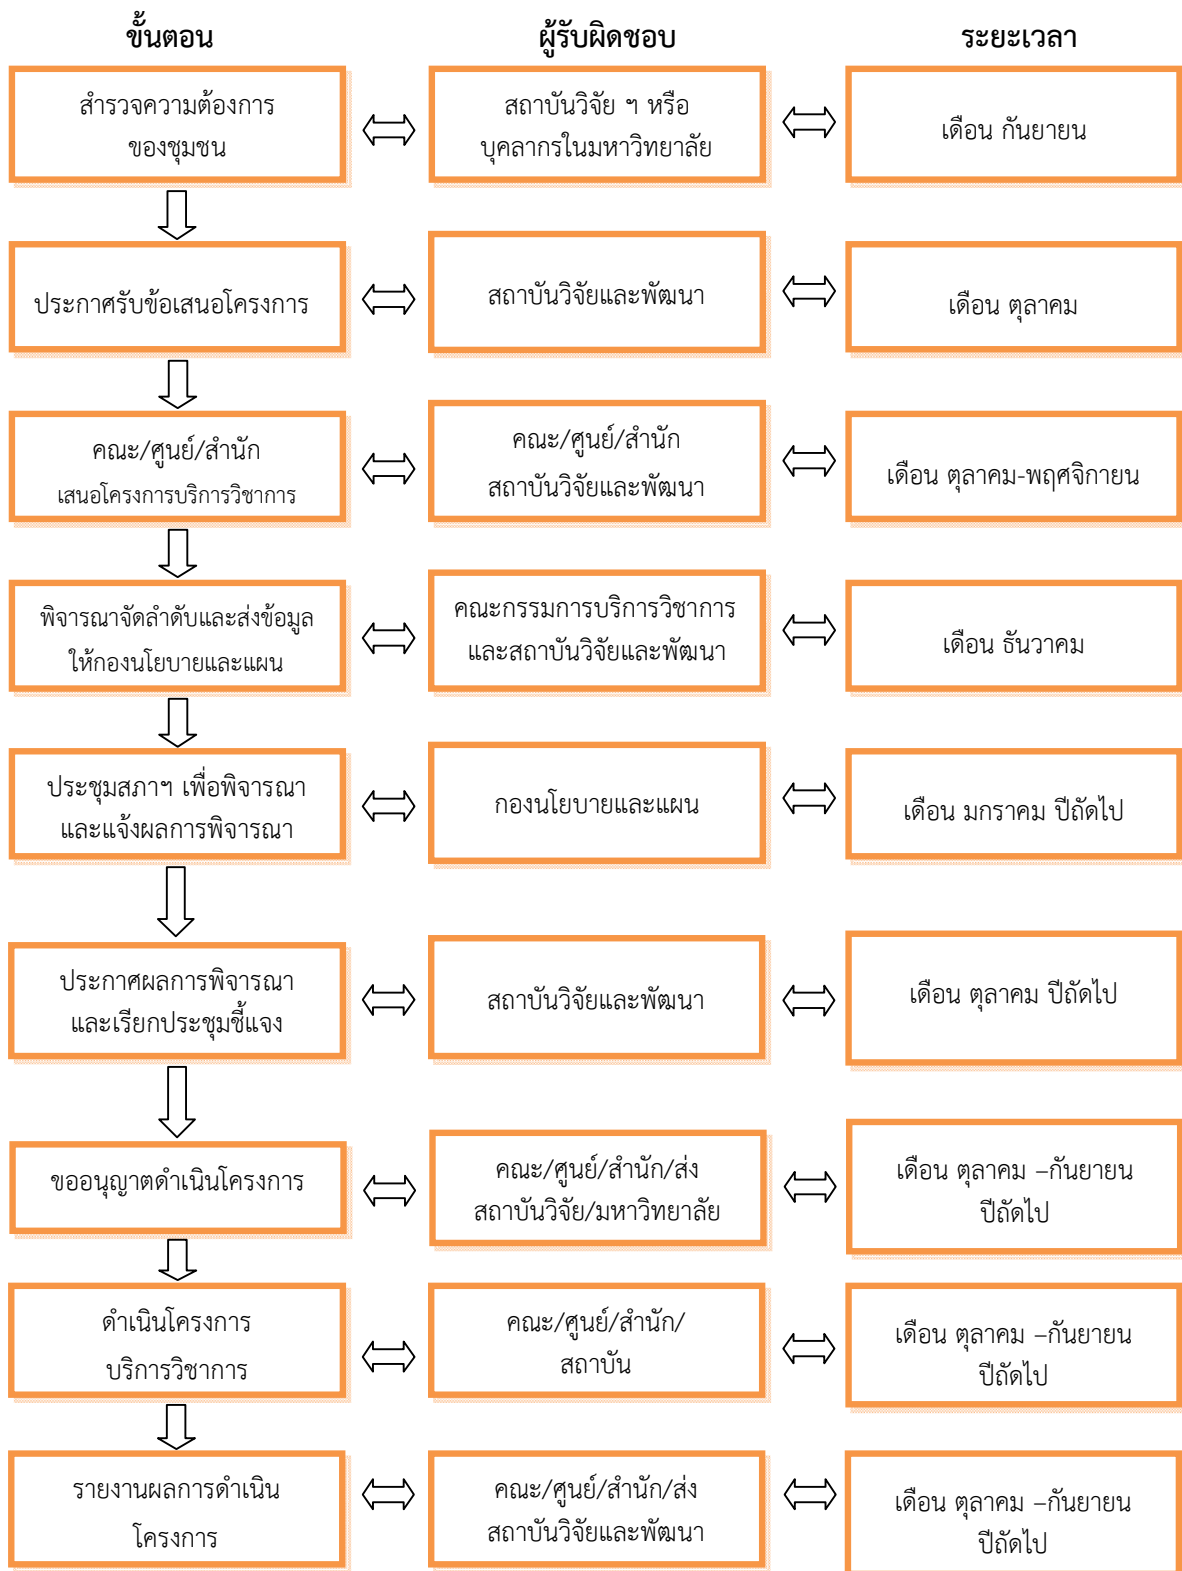 ขั้นตอน
ผู้รับผิดชอบ
ระยะเวลา
สำรวจความต้องการ
ของชุมชน
สถาบันวิจัย ฯ หรือ
บุคลากรในมหาวิทยาลัย
เดือน กันยายน
ประกาศรับข้อเสนอโครงการ
สถาบันวิจัยและพัฒนา
เดือน ตุลาคม
คณะ/ศูนย์/สำนัก
เสนอโครงการบริการวิชาการ
คณะ/ศูนย์/สำนัก
สถาบันวิจัยและพัฒนา
เดือน ตุลาคม-พฤศจิกายน
พิจารณาจัดลำดับและส่งข้อมูล
ให้กองนโยบายและแผน
คณะกรรมการบริการวิชาการ
และสถาบันวิจัยและพัฒนา
เดือน ธันวาคม
ประชุมสภาฯ เพื่อพิจารณา
และแจ้งผลการพิจารณา
กองนโยบายและแผน
เดือน มกราคม ปีถัดไป
ประกาศผลการพิจารณา
และเรียกประชุมชี้แจง
สถาบันวิจัยและพัฒนา
เดือน ตุลาคม ปีถัดไป
ขออนุญาตดำเนินโครงการ
คณะ/ศูนย์/สำนัก/ส่ง
สถาบันวิจัย/มหาวิทยาลัย
เดือน ตุลาคม –กันยายน
ปีถัดไป
ดำเนินโครงการ
บริการวิชาการ
คณะ/ศูนย์/สำนัก/
สถาบัน
เดือน ตุลาคม –กันยายน
ปีถัดไป
รายงานผลการดำเนิน
โครงการ
คณะ/ศูนย์/สำนัก/ส่ง
สถาบันวิจัยและพัฒนา
เดือน ตุลาคม –กันยายน
ปีถัดไป